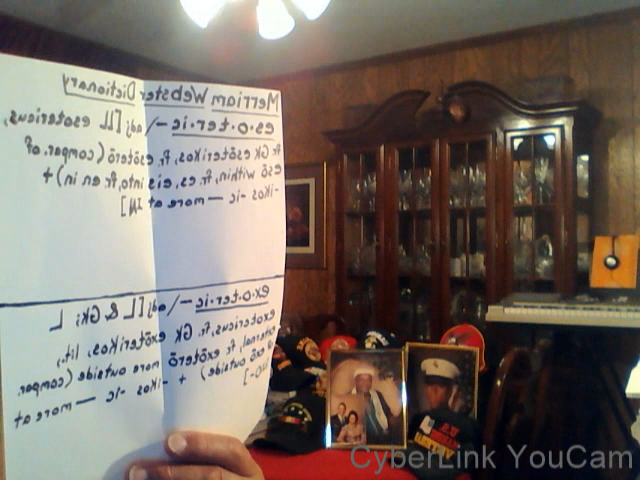 Merriam Webster Dictionary
es·o·ter·ic –/adj [LL esotericus,
fr. GK esōterikos, fr. esōterō (compar. of
esō within, fr. es, eis into, fr. en in) +
-ikos -ic — more at IN]
ex·o·ter·ic –/adj [L & GK; L
exotericus, fr. GK exōterikos, lit.,
external, fr. exōterō more outside (compar.
of exō outside) + -ikos -ic — more at
EXO-]
CyberLink YouCam